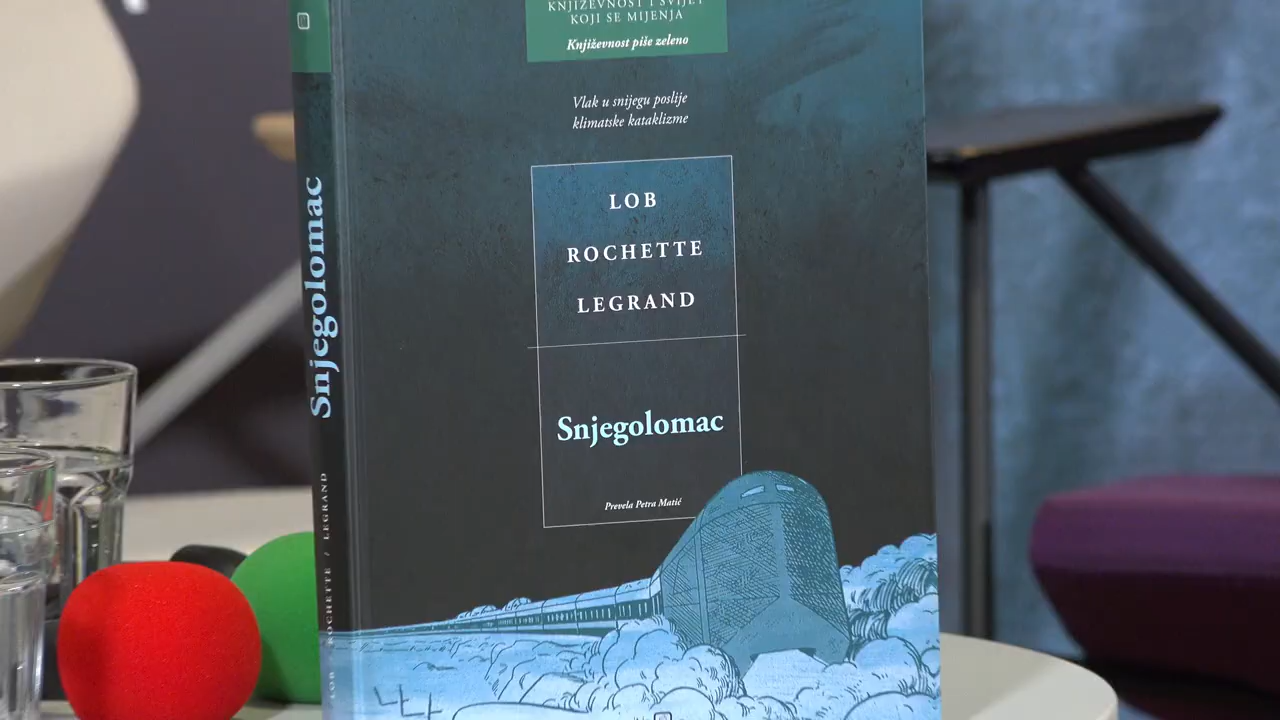 KNJIŽEVNOST I SVIJET
KOJI SE MIJENJA
Književnost piše zeleno
Vlak u snijegu poslije
klimatske kataklizme
LOB
ROCHETTE
LEGRAND
Snjegolomac
Prevela Petra Matić
Snjegolomac
LOB / ROCHETTE / LEGRAND